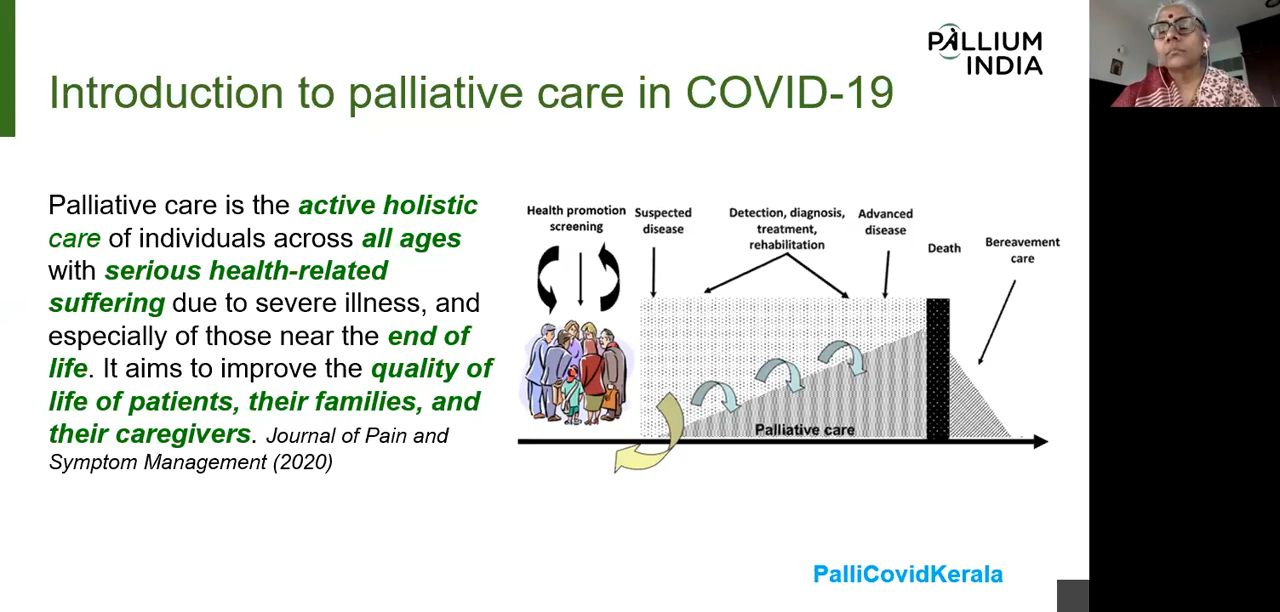 PALLIUM
INDIA
Introduction to palliative care in COVID-19
Palliative care is the active holistic
care of individuals across all ages
with serious health-related
suffering due to severe illness, and
especially of those near the end of
life. It aims to improve the quality of
life of patients, their families, and
their caregivers. Journal of Pain and
Symptom Management (2020)
Health promotion
screening
Suspected
disease
Detection, diagnosis,
treatment,
rehabilitation
Advanced
disease
Death
Bereavement
care
Palliative care
PalliCovidKerala